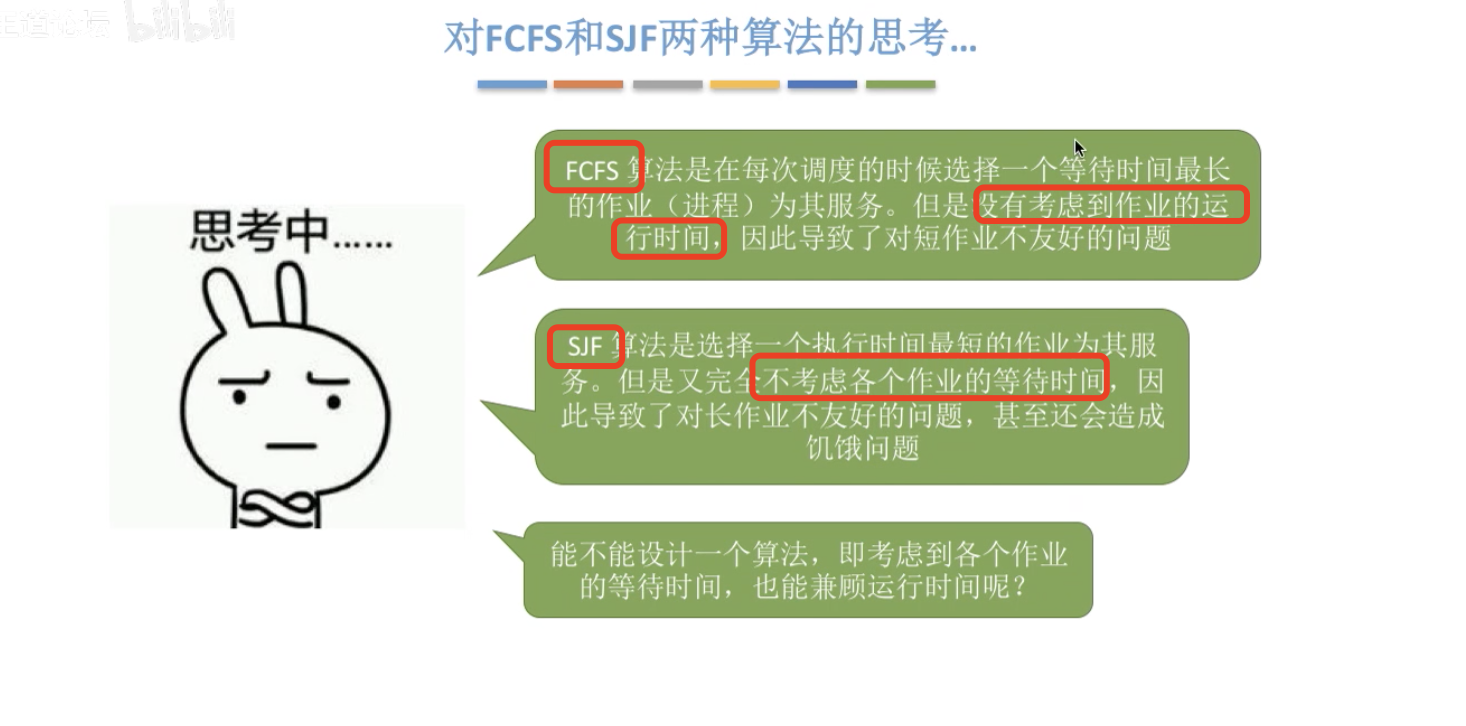 王道论坛 bilibili
对FCFS和SJF两种算法的思考...
FCFS 算法是在每次调度的时候选择一个等待时间最长
的作业（进程）为其服务。但是没有考虑到作业的运
行时间，因此导致了对短作业不友好的问题
思考中......
SJF 算法是选择一个执行时间最短的作业为其服
务。但是又完全不考虑各个作业的等待时间，因
此导致了对长作业不友好的问题，甚至还会造成
饥饿问题
能不能设计一个算法，即考虑到各个作业
的等待时间，也能兼顾运行时间呢？